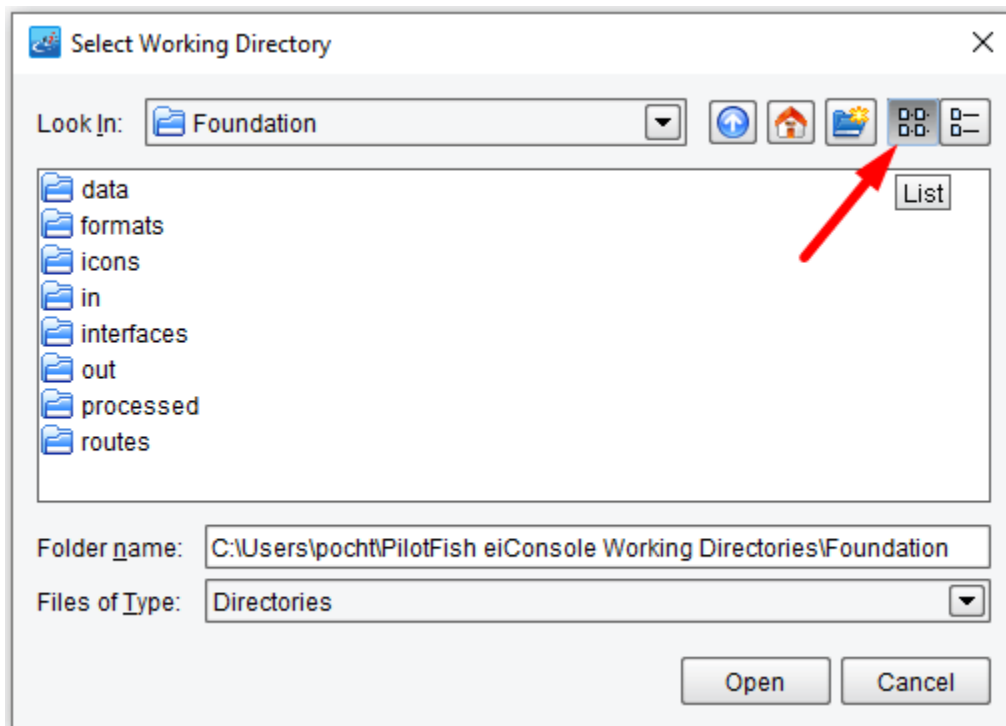 Select Working Directory
Look In: Foundation
data
List
formats
icons
in
interfaces
out
processed
routes
Folder name: C:\Users\pocht\PilotFish eiConsole Working Directories\Foundation
Files of Type: Directories
Open Cancel